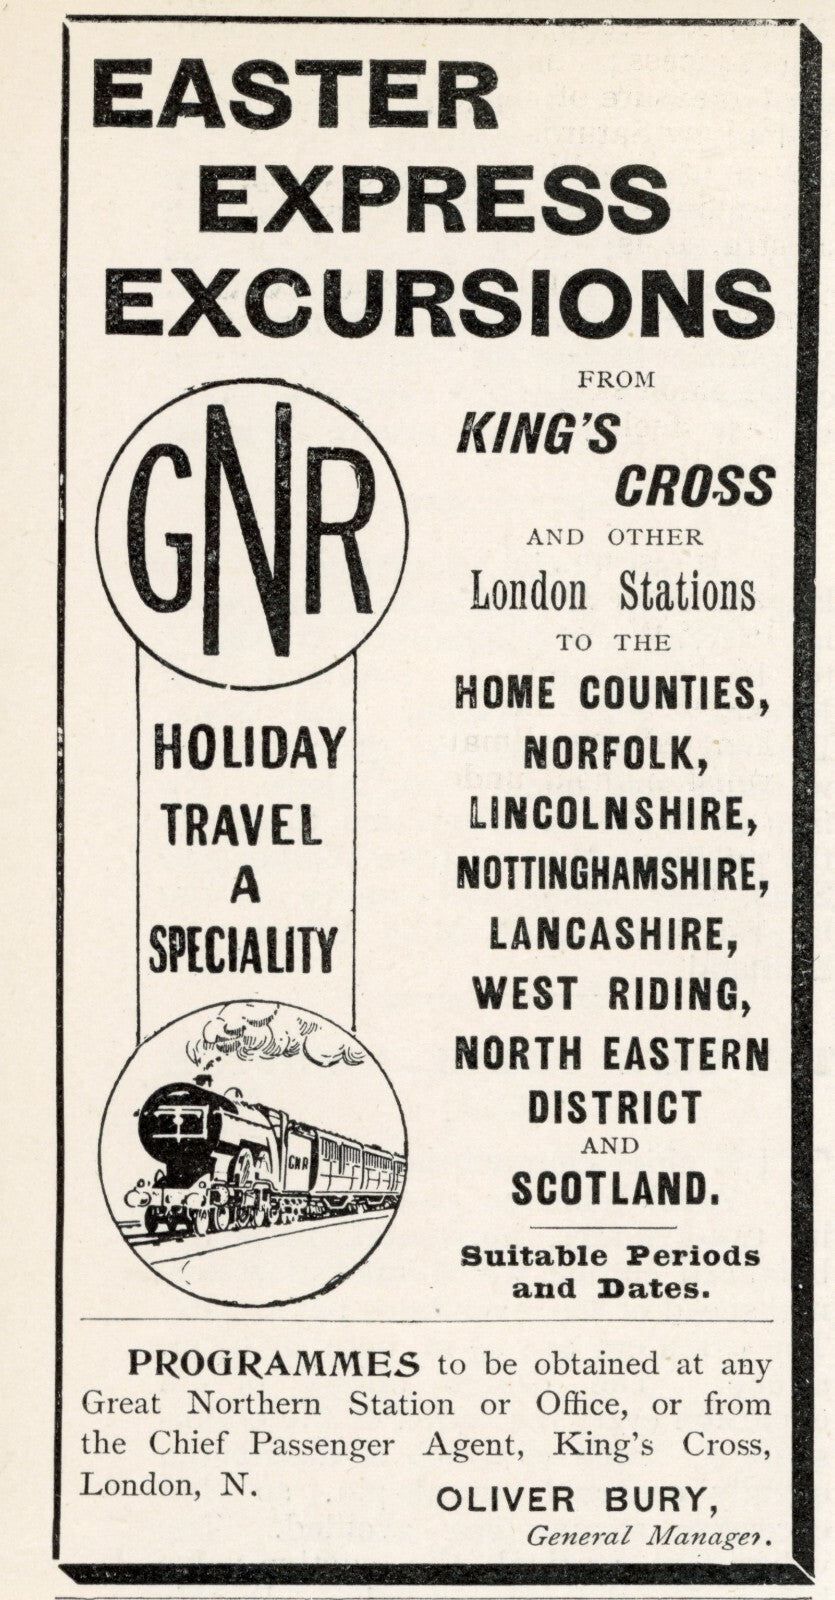 EASTER
EXPRESS
EXCURSIONS
GNR
HOLIDAY
TRAVEL
A
SPECIALITY
GNR
FROM
KING'S
CROSS
AND OTHER
London Stations
TO THE
HOME COUNTIES,
NORFOLK,
LINCOLNSHIRE,
NOTTINGHAMSHIRE,
LANCASHIRE,
WEST RIDING,
NORTH EASTERN
DISTRICT
AND
SCOTLAND.
Suitable Periods
and Dates.
PROGRAMMES to be obtained at any
Great Northern Station or Office, or from
the Chief Passenger Agent, King's Cross,
London, N.
OLIVER BURY,
General Manager.